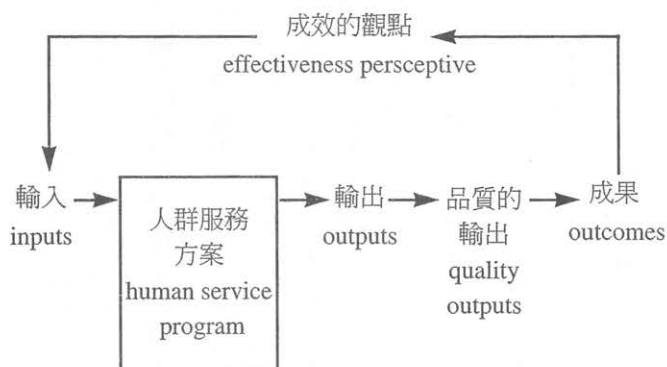 成效的觀點
effectiveness persceptive
輸入
inputs
人群服務
方案
human service
program
輸出
outputs
品質的
輸出
quality
outputs
成果
outcomes